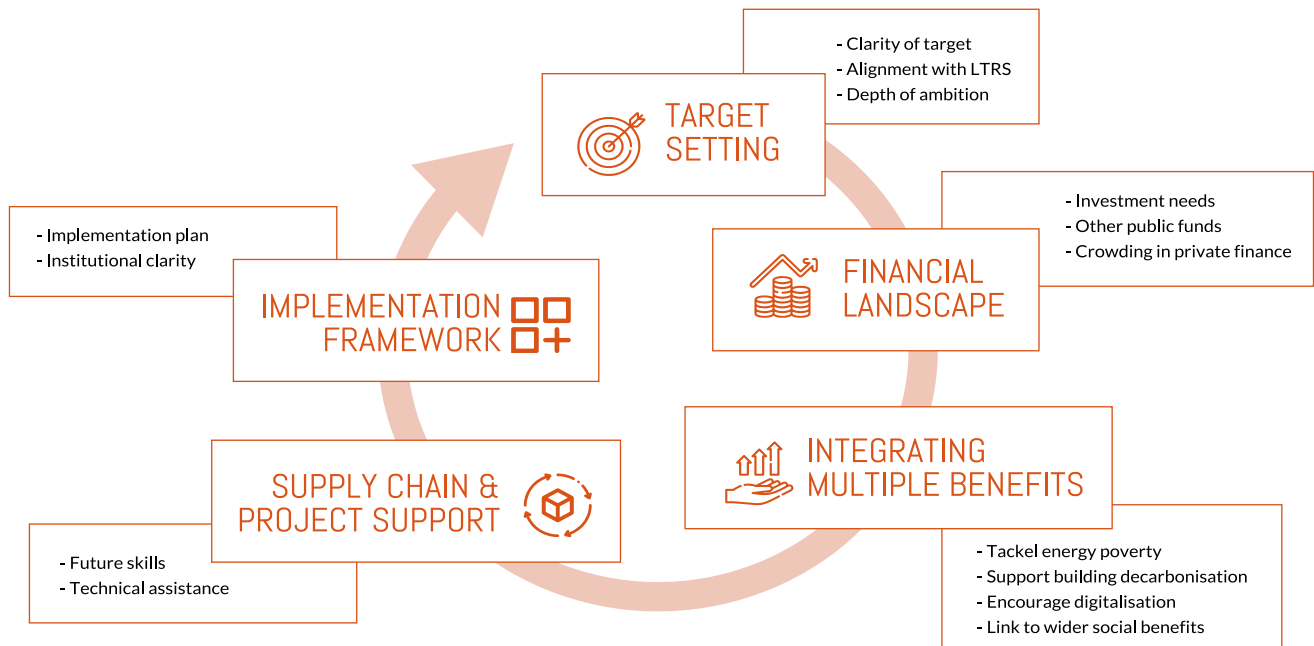 - Clarity of target
- Alignment with LTRS
- Depth of ambition
TARGET
SETTING
- Investment needs
- Other public funds
- Crowding in private finance
FINANCIAL
LANDSCAPE
INTEGRATING
MULTIPLE BENEFITS
- Tackel energy poverty
- Support building decarbonisation
- Encourage digitalisation
- Link to wider social benefits
SUPPLY CHAIN &
PROJECT SUPPORT
- Future skills
- Technical assistance
- Implementation plan
- Institutional clarity
IMPLEMENTATION
FRAMEWORK